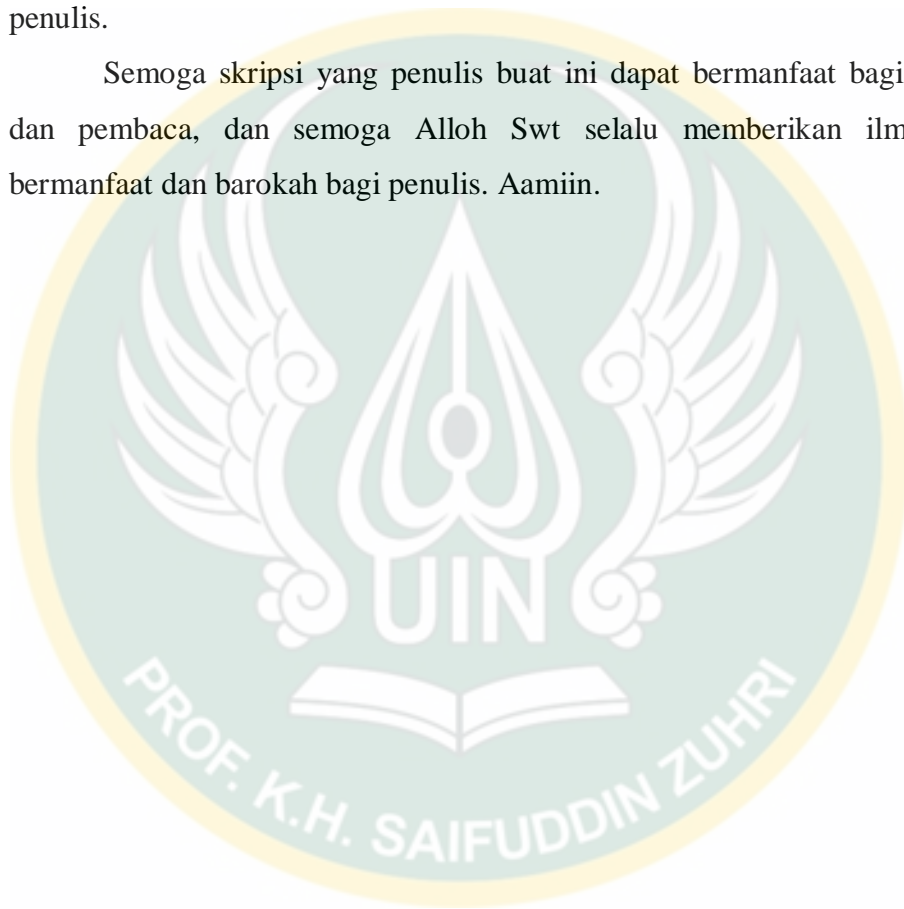 penulis.
Semoga skripsi yang penulis buat ini dapat bermanfaat bagi
dan pembaca, dan semoga Alloh Swt selalu memberikan ilm
bermanfaat dan barokah bagi penulis. Aamiin.
UIN
PROF. K.H. SAIFUDDIN ZUHRI